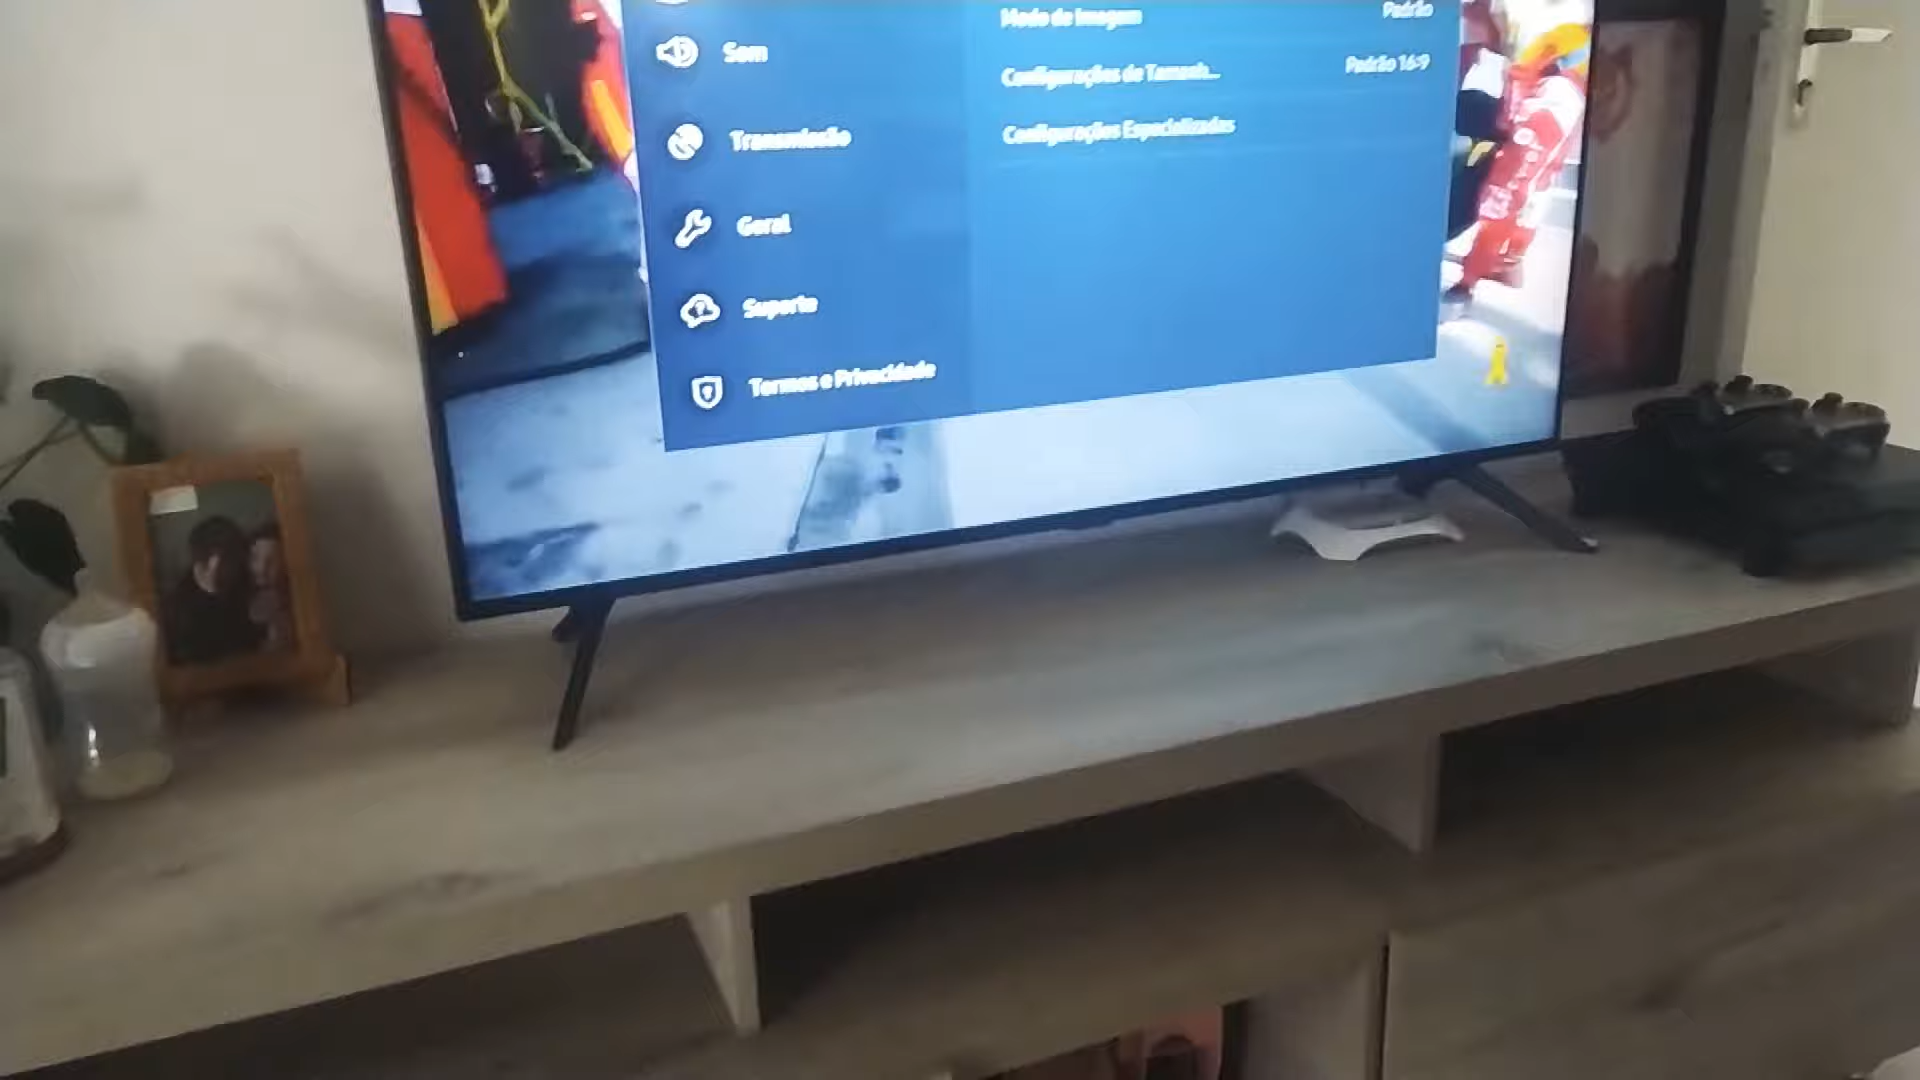 Modo de Imagem
Padrão
Som
Configurações de Tamanh...
Padrão 16:9
Transmissão
Configurações Especializadas
Geral
Suporte
Termos e Privacidade